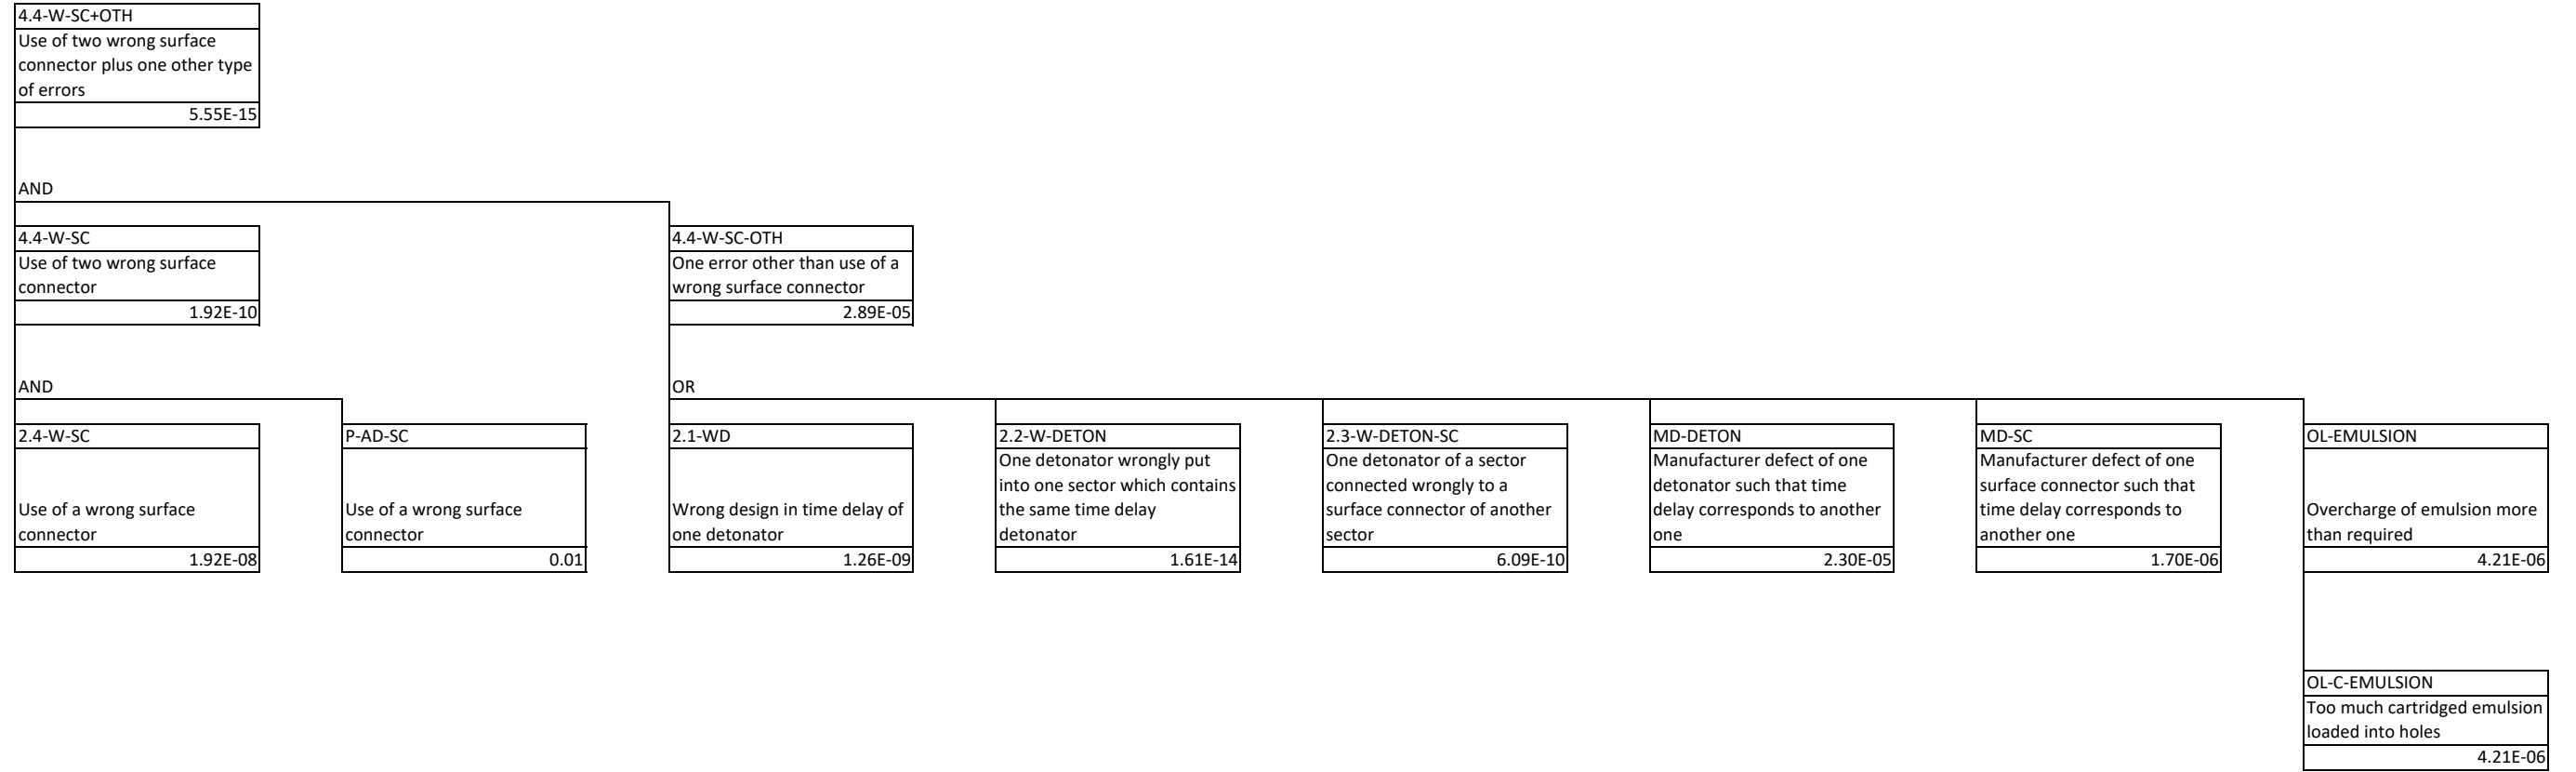 4.4-W-SC+OTH
Use of two wrong surface
connector plus one other type
of errors
5.55E-15
AND
4.4-W-SC
Use of two wrong surface
connector
1.92E-10
4.4-W-SC-OTH
One error other than use of a
wrong surface connector
2.89E-05
AND
OR
2.4-W-SC
Use of a wrong surface
connector
1.92E-08
P-AD-SC
Use of a wrong surface
connector
0.01
2.1-WD
Wrong design in time delay of
one detonator
1.26E-09
2.2-W-DETON
One detonator wrongly put
into one sector which contains
the same time delay
detonator
1.61E-14
2.3-W-DETON-SC
One detonator of a sector
connected wrongly to a
surface connector of another
sector
6.09E-10
MD-DETON
Manufacturer defect of one
detonator such that time
delay corresponds to another
one
2.30E-05
MD-SC
Manufacturer defect of one
surface connector such that
time delay corresponds to
another one
1.70E-06
OL-EMULSION
Overcharge of emulsion more
than required
4.21E-06
OL-C-EMULSION
Too much cartridged emulsion
loaded into holes
4.21E-06